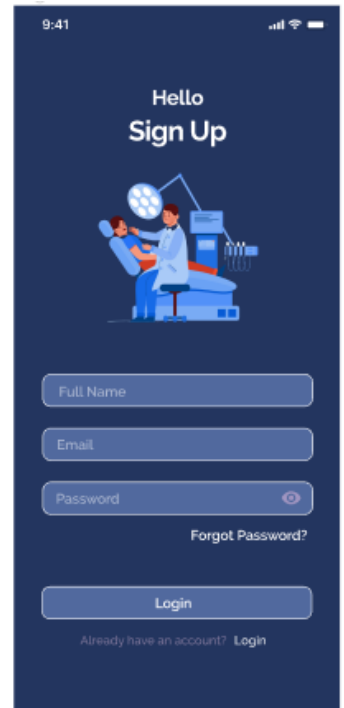 9:41
Hello
Sign Up
Full Name
Email
Password
Forgot Password?
Login
Already have an account? Login